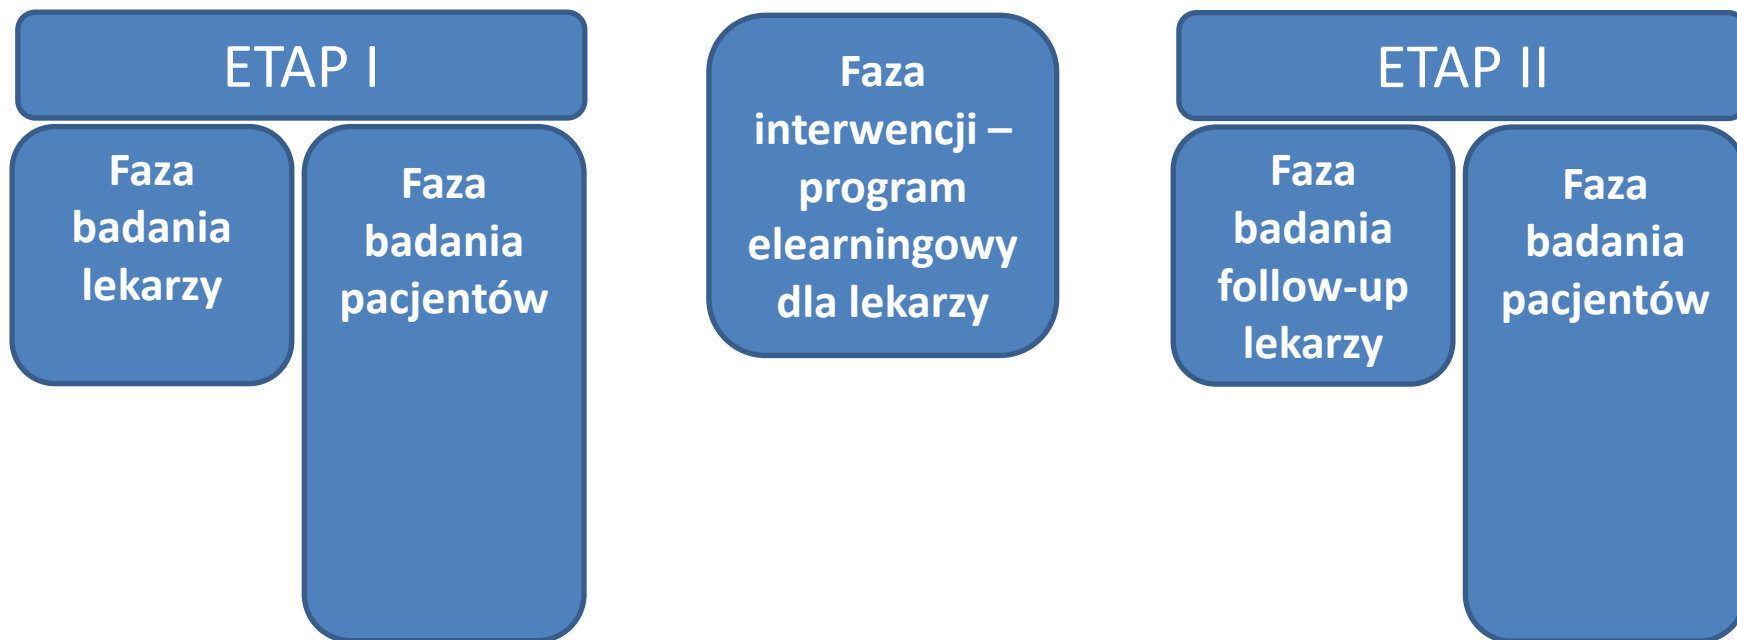 ETAP I
Faza
badania
lekarzy
Faza
badania
pacjentów
Faza
interwencji –
program
elearningowy
dla lekarzy
ETAP II
Faza
badania
follow-up
lekarzy
Faza
badania
pacjentów